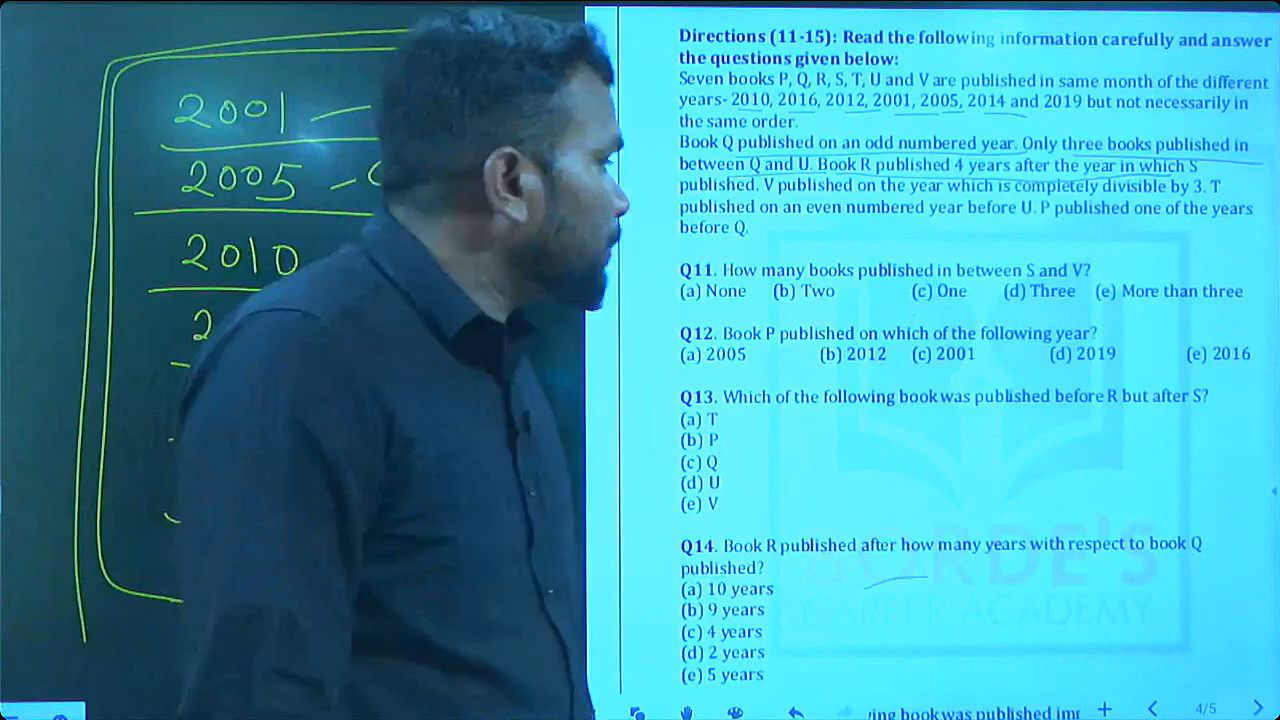 2001 —
2005 –
2010
2
Directions (11-15): Read the following information carefully and answer
the questions given below:
Seven books P, Q, R, S, T, U and V are published in same month of the different
years- 2010, 2016, 2012, 2001, 2005, 2014 and 2019 but not necessarily in
the same order.
Book Q published on an odd numbered year. Only three books published in
between Q and U. Book R published 4 years after the year in which S
published. V published on the year which is completely divisible by 3. T
published on an even numbered year before U. P published one of the years
before Q.
Q11. How many books published in between S and V?
(a) None (b) Two (c) One (d) Three (e) More than three
Q12. Book P published on which of the following year?
(a) 2005 (b) 2012 (c) 2001 (d) 2019 (e) 2016
Q13. Which of the following book was published before R but after S?
(a) T
(b) P
(c) Q
(d) U
(e) V
Q14. Book R published after how many years with respect to book Q
published?
(a) 10 years
(b) 9 years
(c) 4 years
(d) 2 years
(e) 5 years
BORDE'S
CAREER ACADEMY
4/5
ing book was published